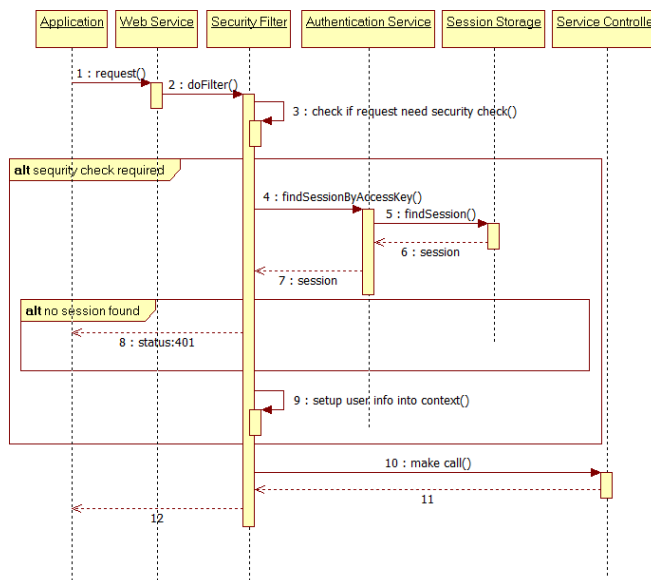 Application
Web Service
Security Filter
Authentication Service
Session Storage
Service Controlle
1 : request()
2 : doFilter()
3 : check if request need security check()
alt sequrity check required
4 : findSessionByAccessKey()
5 : findSession()
6 : session
7 : session
alt no session found
8 : status:401
9 : setup user info into context()
10 : make call()
11
12